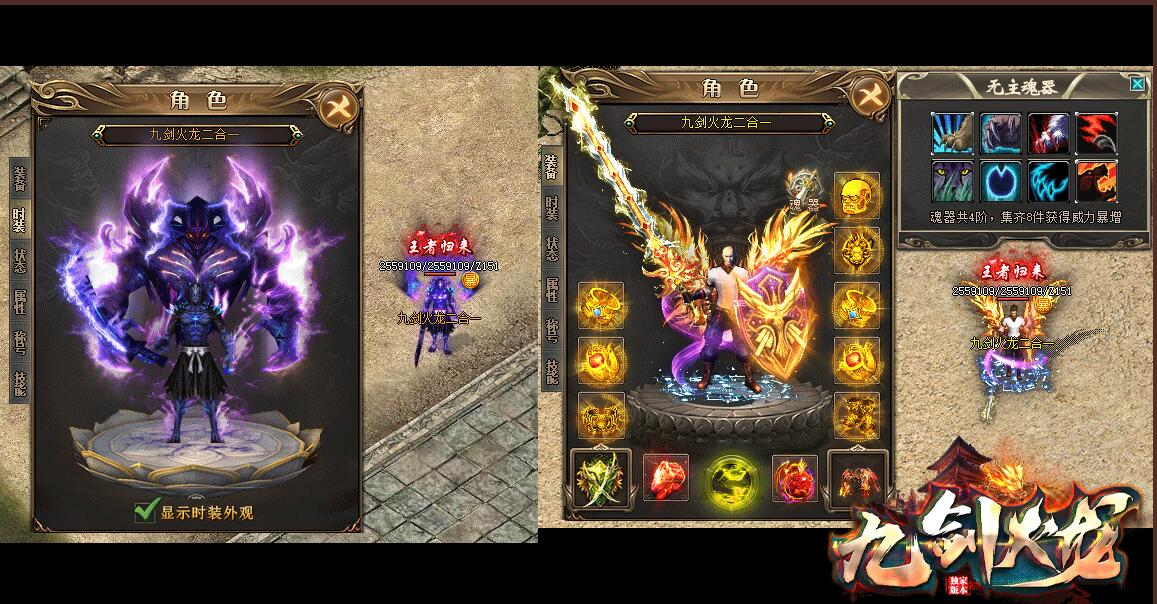 角 色
九剑火龙二合一
装备
时装
状态
属性
称号
技能
显示时装外观
王者归来
2559109/2559109/Z151
暴
九剑火龙二合一
角 色
九剑火龙二合一
装备
时装
状态
属性
称号
技能
魂器
无主魂器
魂器共4阶，集齐8件获得威力暴增
王者归来
2559109/2559109/Z151
暴
九剑火龙二合一
九剑火龙
独家
版本